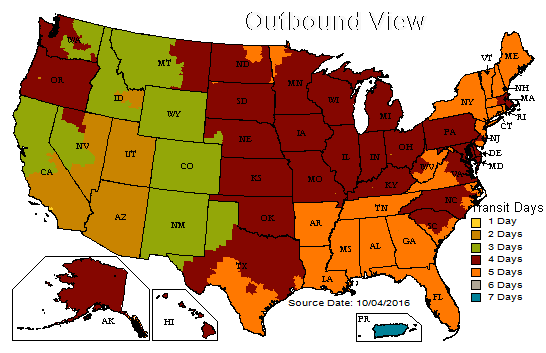 Outbound View
WA
OR
CA
NV
ID
MT
WY
UT
AZ
CO
NM
ND
SD
NE
KS
OK
TX
MN
IA
MO
AR
LA
WI
IL
MI
IN
OH
KY
TN
MS
AL
GA
FL
SC
NC
VA
WV
PA
NY
VT
ME
NH
MA
RI
CT
NJ
DE
MD
AK
HI
PR
Transit Days
1 Day
2 Days
3 Days
4 Days
5 Days
6 Days
7 Days
Source Date: 10/04/2016